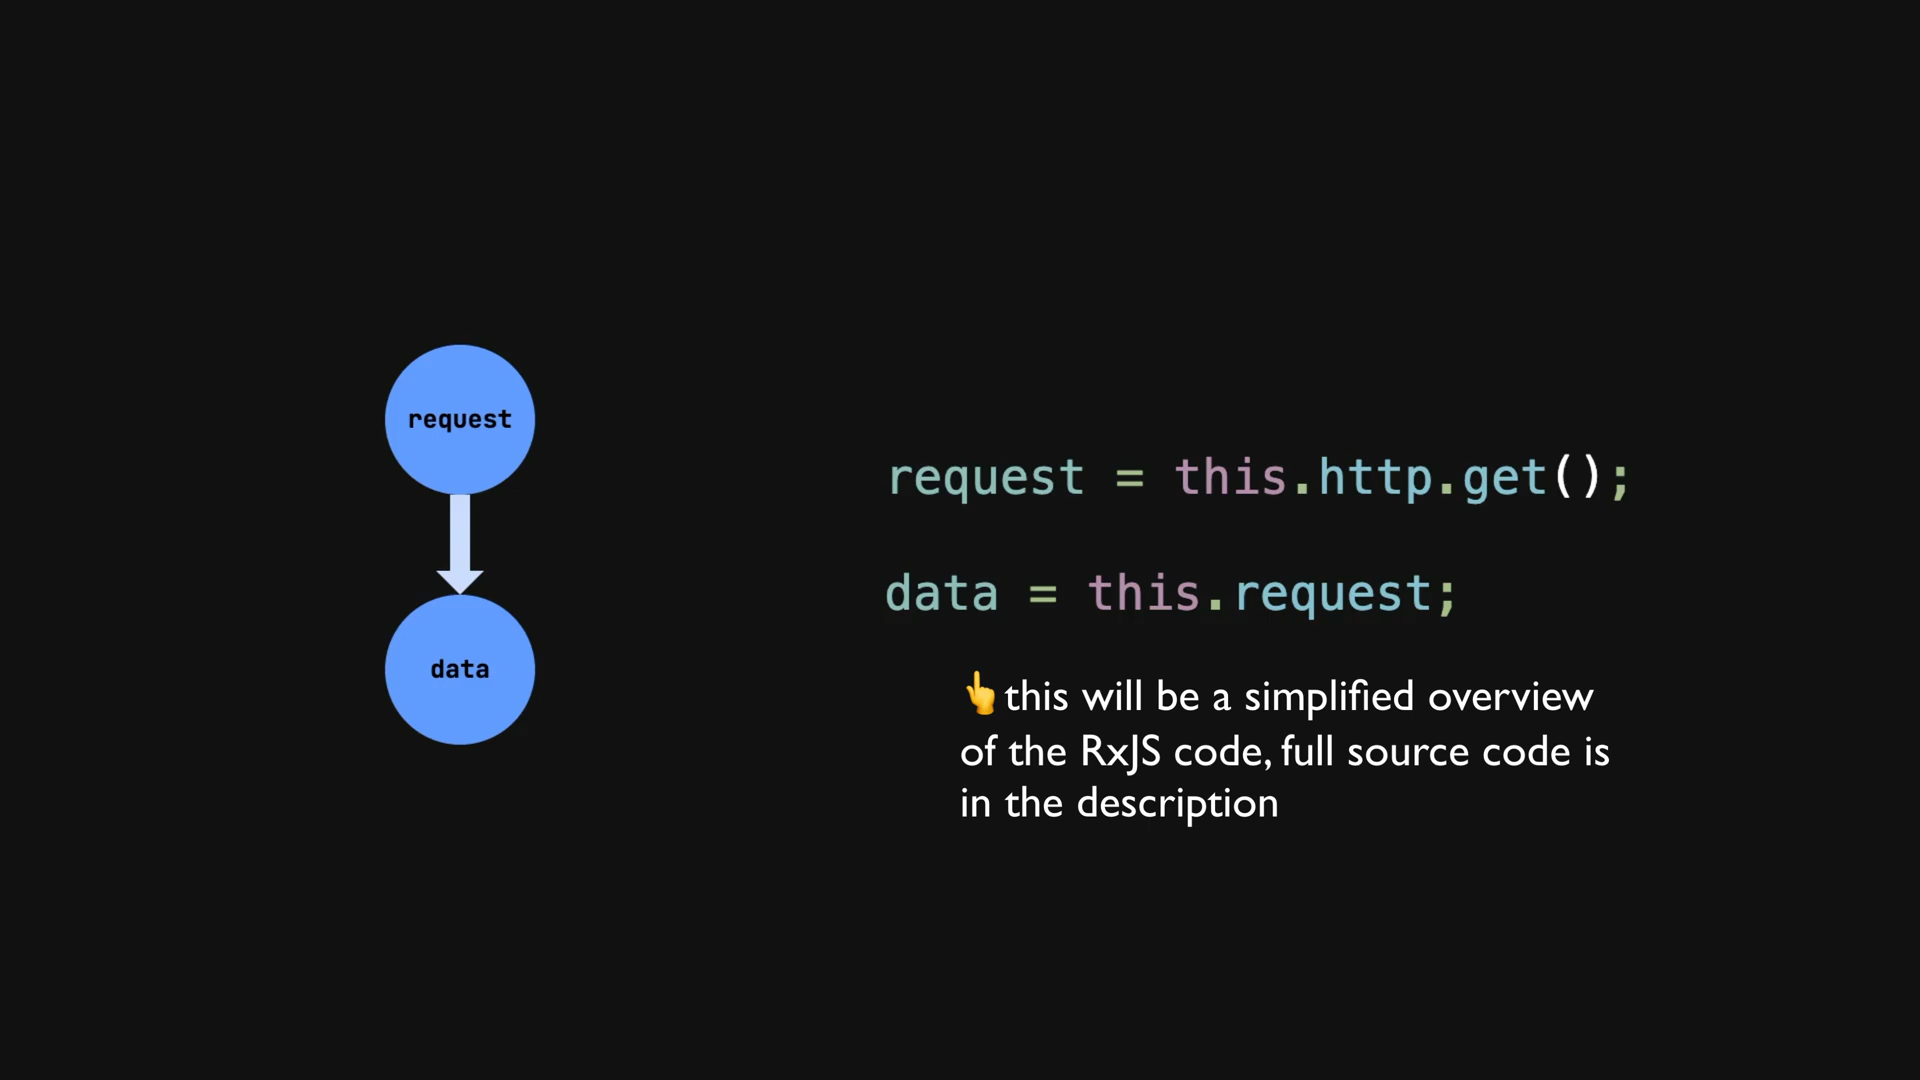 request
data
request = this.http.get();
data = this.request;
👆this will be a simplified overview
of the RxJS code, full source code is
in the description